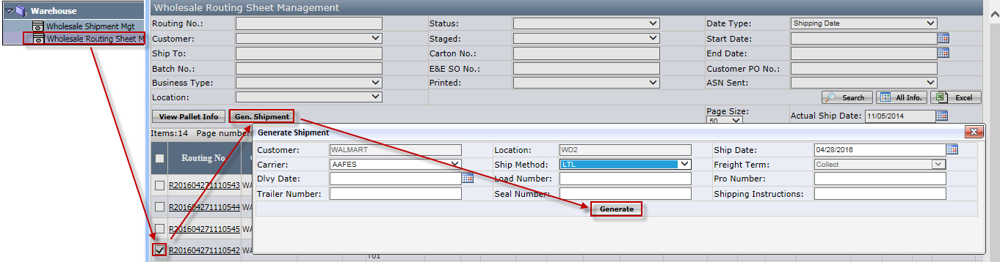 Warehouse
Wholesale Shipment Mgt
Wholesale Routing Sheet M
Wholesale Routing Sheet Management
Routing No.: Status: Date Type: Shipping Date
Customer: Staged: Start Date:
Ship To: Carton No.: End Date:
Batch No.: E&E SO No.: Customer PO No.:
Business Type: Printed: ASN Sent:
Location:
Search All Info. Excel
View Pallet Info Gen. Shipment Page Size: 50 Actual Ship Date: 11/05/2014
Items:14 Page number
Generate Shipment
Customer: WALMART Location: WD2 Ship Date: 04/28/2016
Carrier: AAFES Ship Method: LTL Freight Term: Collect
Dlvy Date: Load Number: Pro Number:
Trailer Number: Seal Number: Shipping Instructions:
Generate
Routing No
R201604271110543 WA
R201604271110544 WA
R201604271110545 WA
R201604271110542 WA